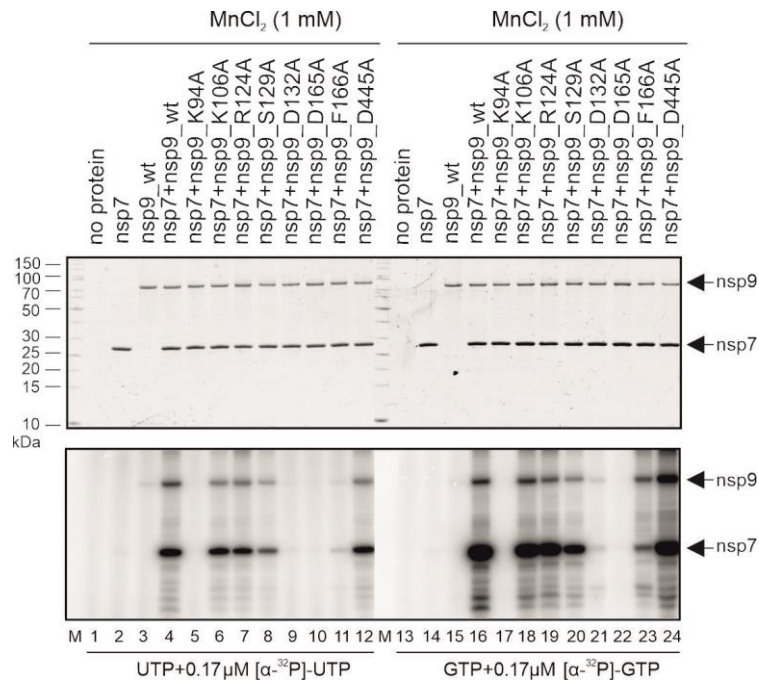 MnCl₂ (1 mM) MnCl₂ (1 mM)
no protein
nsp7
nsp9_wt
nsp7+nsp9_wt
nsp7+nsp9_K94A
nsp7+nsp9_K106A
nsp7+nsp9_R124A
nsp7+nsp9_S129A
nsp7+nsp9_D132A
nsp7+nsp9_D165A
nsp7+nsp9_F166A
nsp7+nsp9_D445A
no protein
nsp7
nsp9_wt
nsp7+nsp9_wt
nsp7+nsp9_K94A
nsp7+nsp9_K106A
nsp7+nsp9_R124A
nsp7+nsp9_S129A
nsp7+nsp9_D132A
nsp7+nsp9_D165A
nsp7+nsp9_F166A
nsp7+nsp9_D445A
150
100
70
50
30
25
20
15
10
kDa
nsp9
nsp7
nsp9
nsp7
M 1 2 3 4 5 6 7 8 9 10 11 12 M 13 14 15 16 17 18 19 20 21 22 23 24
UTP+0.17µM [α-³²P]-UTP GTP+0.17µM [α-³²P]-GTP